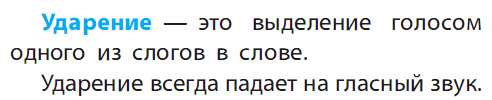 Ударение — это выделение голосом
одного из слогов в слове.
Ударение всегда падает на гласный звук.